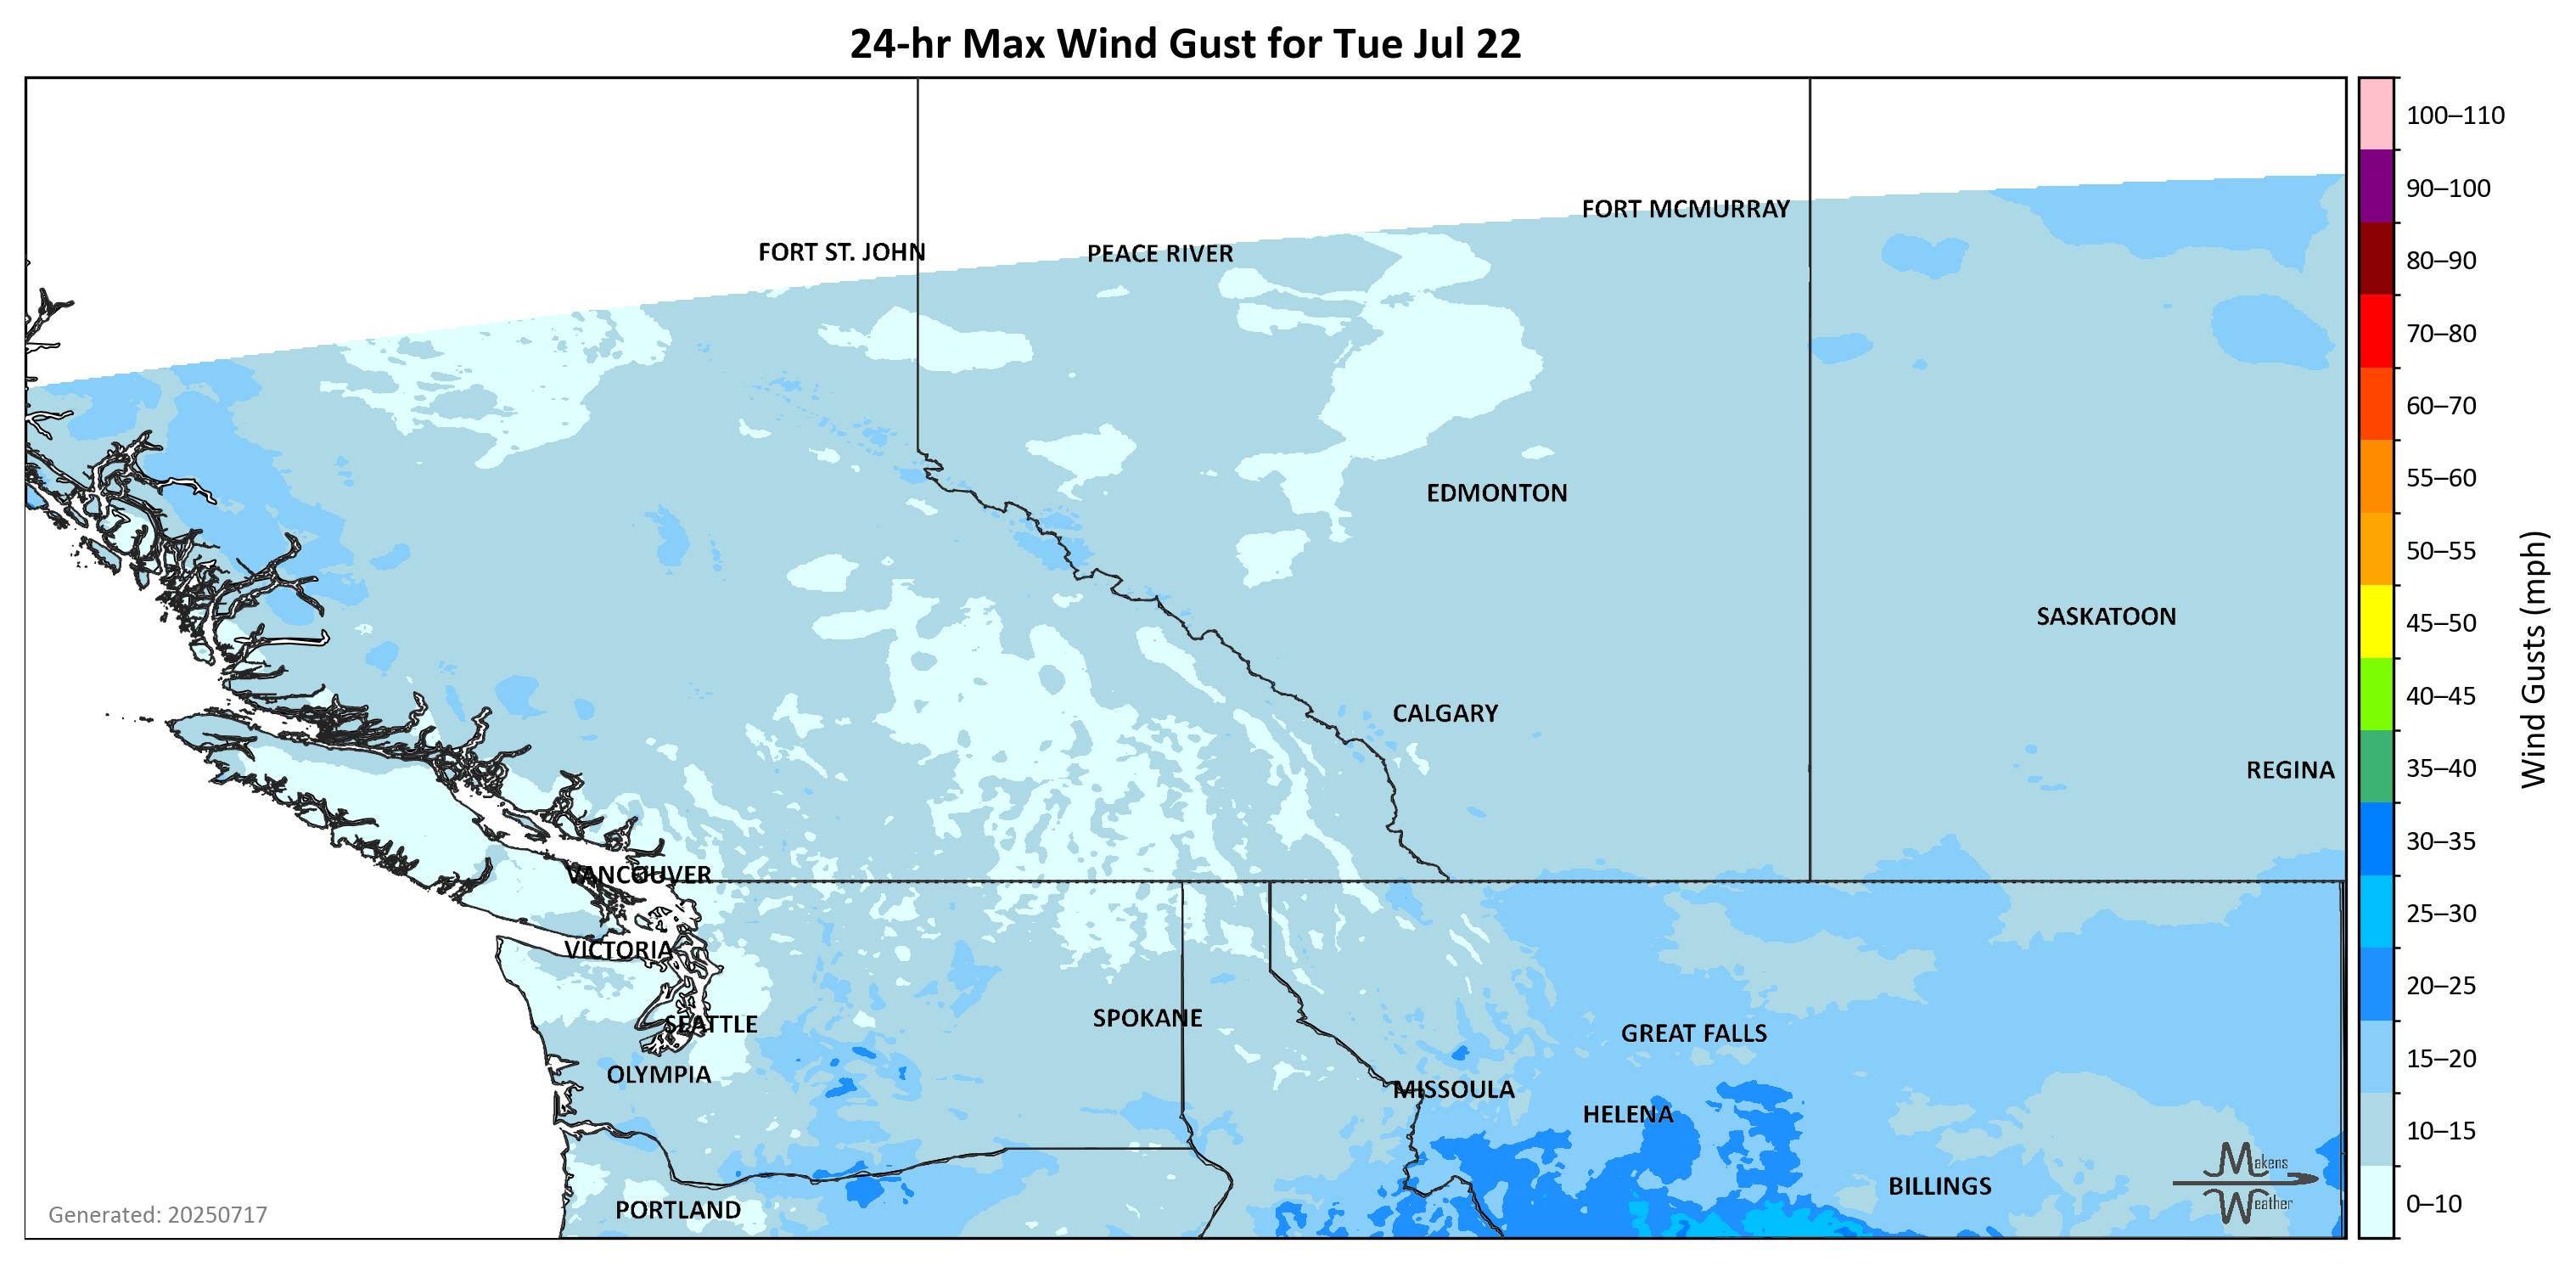 24-hr Max Wind Gust for Tue Jul 22
FORT MCMURRAY
FORT ST. JOHN
PEACE RIVER
EDMONTON
SASKATOON
CALGARY
REGINA
VANCOUVER
VICTORIA
SPOKANE
SEATTLE
GREAT FALLS
OLYMPIA
MISSOULA
HELENA
BILLINGS
PORTLAND
Makens
Weather
Generated: 20250717
100–110
90–100
80–90
70–80
60–70
55–60
50–55
45–50
40–45
35–40
30–35
25–30
20–25
15–20
10–15
0–10
Wind Gusts (mph)